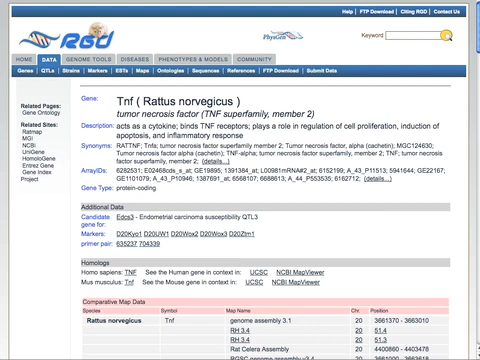 Help | FTP Download | Citing RGD | Contact Us
RGD
PhysGen
Keyword
HOME DATA GENOME TOOLS DISEASES PHENOTYPES & MODELS COMMUNITY
Genes QTLs Strains Markers ESTs Maps Ontologies Sequences References FTP Download Submit Data
Related Pages:
Gene Ontology
Related Sites:
Ratmap
MGI
NCBI
UniGene
HomoloGene
Entrez Gene
Gene Index
Project
Gene: Tnf ( Rattus norvegicus )
tumor necrosis factor (TNF superfamily, member 2)
Description: acts as a cytokine; binds TNF receptors; plays a role in regulation of cell proliferation, induction of
apoptosis, and inflammatory response
Synonyms: RATTNF; Tnfa; tumor necrosis factor superfamily, member 2; Tumor necrosis factor, alpha (cachetin); MGC124630;
Tumor necrosis factor, alpha (cachectin); TNF-alpha; tumor necrosis factor superfamily, member 2; TNF; tumor necrosis
factor superfamily, member 2; (details...)
ArrayIDs: 6282531; E02468cds_s_at; GE19895; 1391384_at; L00981mRNA#2_at; 6152199; A_43_P11513; 5941644; GE22167;
GE1101079; A_43_P10946; 1387691_at; 6568107; 6688613; A_44_P553535; 6162712; (details...)
Gene Type: protein-coding
Additional Data
Candidate gene for: Edcs3 - Endometrial carcinoma susceptibility QTL3
Markers: D20Kyo1 D20UW1 D20Wox2 D20Wox3 D20Ztm1
primer pair: 635237 704339
Homologs
Homo sapiens: TNF See the Human gene in context in: UCSC NCBI MapViewer
Mus musculus: Tnf See the Mouse gene in context in: UCSC NCBI MapViewer
Comparative Map Data
Species Symbol Map Name Chr. Position
Rattus norvegicus Tnf genome assembly 3.1 20 3661370 - 3663010
RH 3.4 20 51.4
RH 3.4 20 51.3
Rat Celera Assembly 20 4400860 - 4403478